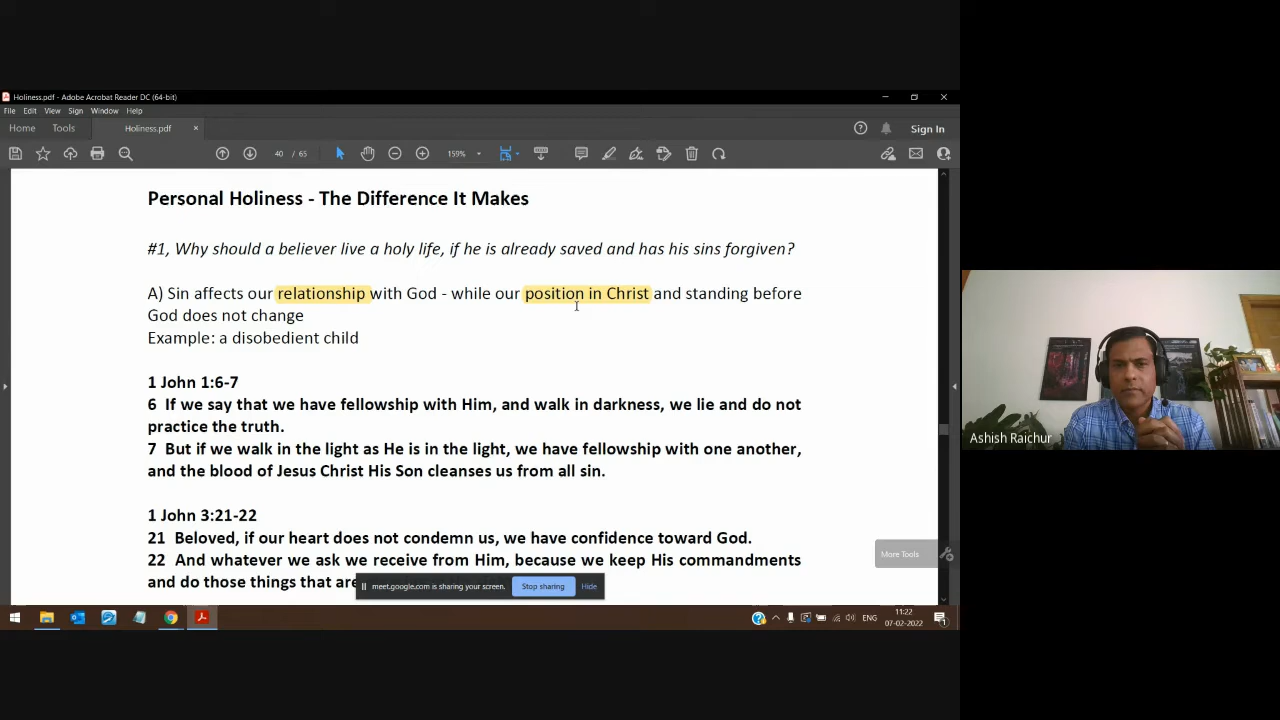 Holiness.pdf - Adobe Acrobat Reader DC (64-bit)
File Edit View Sign Window Help
Home Tools Holiness.pdf × Sign In
40 / 65 159%
Personal Holiness - The Difference It Makes
#1, Why should a believer live a holy life, if he is already saved and has his sins forgiven?
A) Sin affects our relationship with God - while our position in Christ and standing before
God does not change
Example: a disobedient child
1 John 1:6-7
6 If we say that we have fellowship with Him, and walk in darkness, we lie and do not
practice the truth.
7 But if we walk in the light as He is in the light, we have fellowship with one another,
and the blood of Jesus Christ His Son cleanses us from all sin.
1 John 3:21-22
21 Beloved, if our heart does not condemn us, we have confidence toward God.
22 And whatever we ask we receive from Him, because we keep His commandments
and do those things that are
More Tools
meet.google.com is sharing your screen. Stop sharing Hide
ENG 11:22
07-02-2022
Ashish Raichur